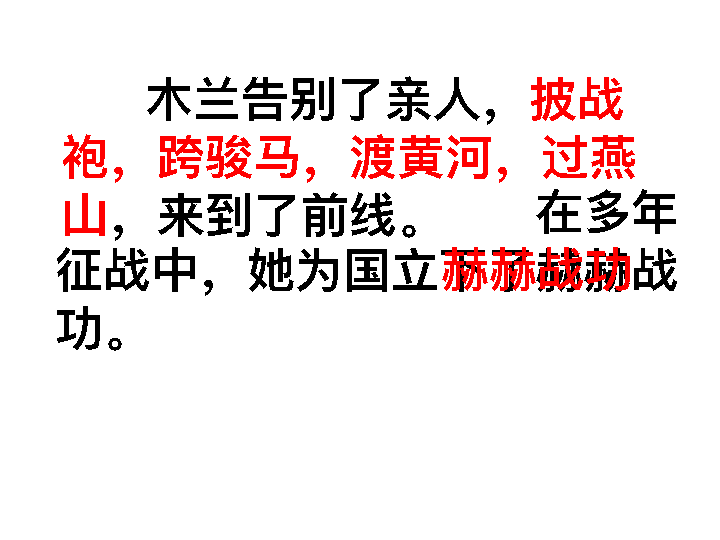 木兰告别了亲人，披战
袍，跨骏马，渡黄河，过燕
山，来到了前线。 在多年
征战中，她为国立下了赫赫战
功。
赫赫战功